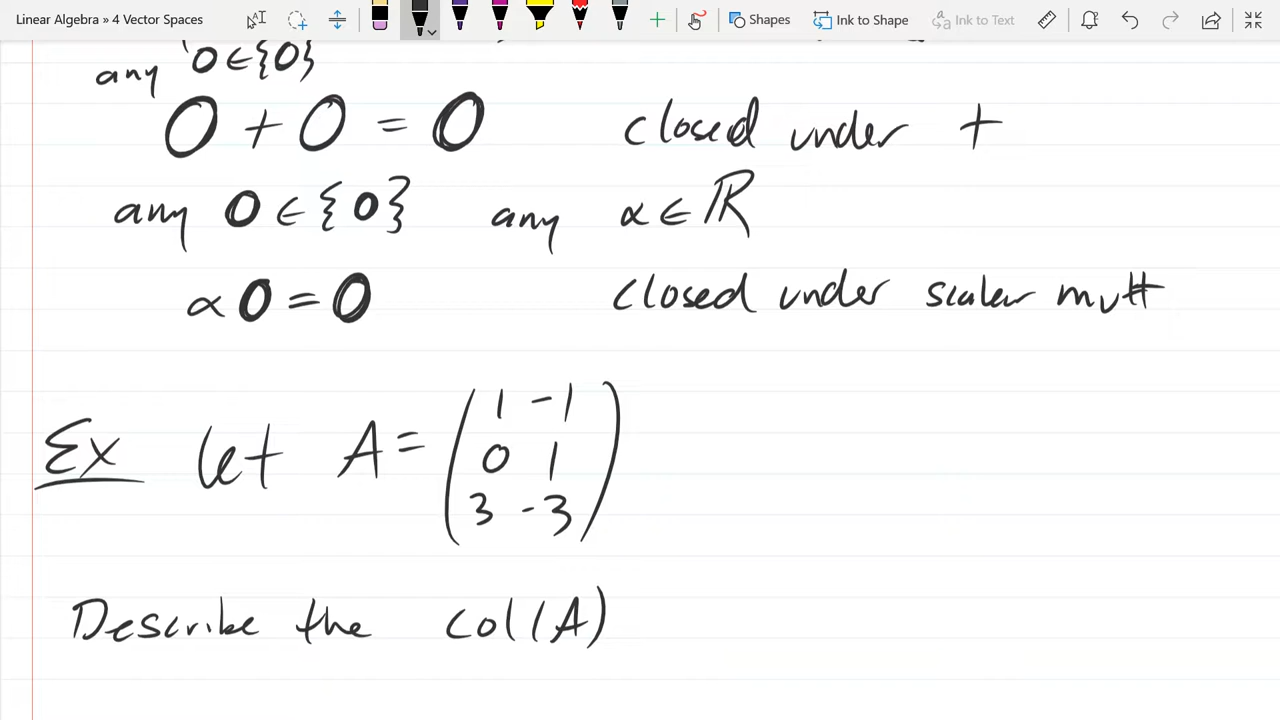 Linear Algebra » 4 Vector Spaces
Shapes
Ink to Shape
Ink to Text
any 0 ∈ {0}
0 + 0 = 0 closed under +
any 0 ∈ {0} any α ∈ ℝ
α0 = 0 closed under scalar mult
Ex let A = (
1 -1
0 1
3 -3
)
Describe the col(A)